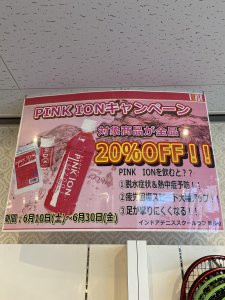 PINK IONキャンペーン
対象商品が全品
20%OFF！！
PINK IONを飲むと？？
①脱水症状&熱中症予防！！
②疲労回復スピード大幅アップ！
③足が攣りにくくなる！！
期間：6月10日(土)～6月30日(金)
インドアテニススクール
PINK ION